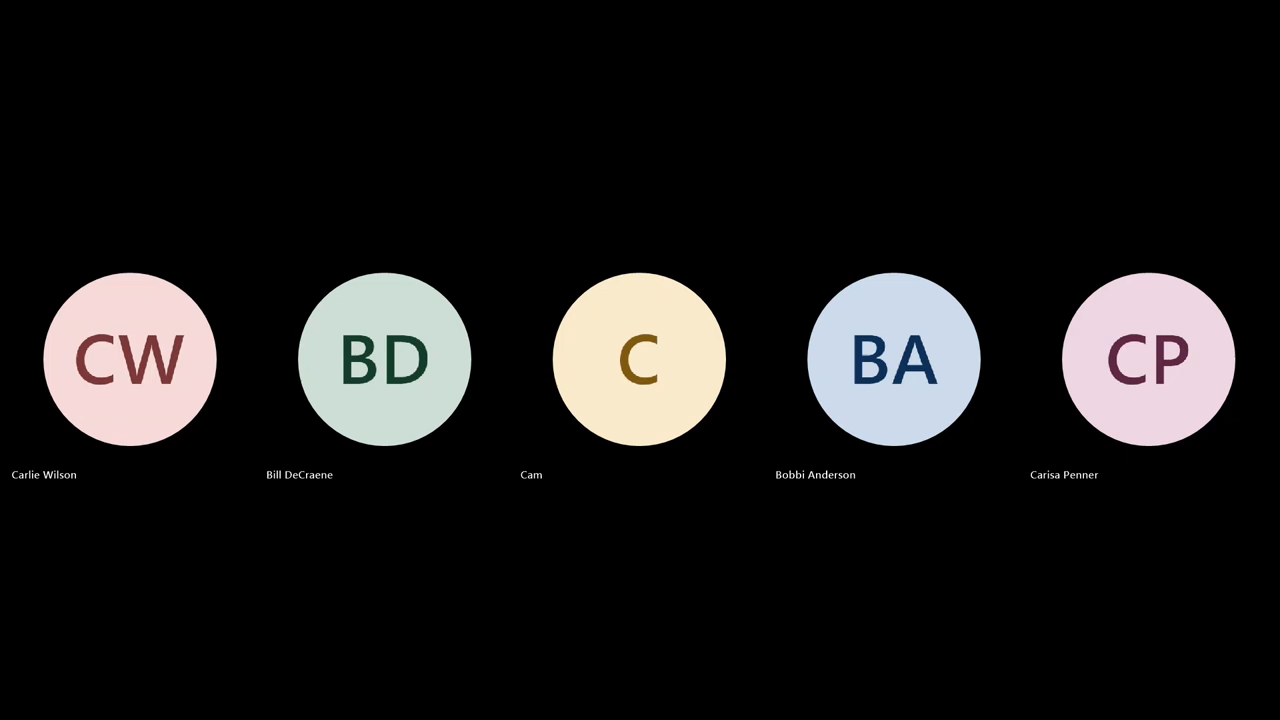 CW
BD
C
BA
CP
Carlie Wilson
Bill DeCraene
Cam
Bobbi Anderson
Carisa Penner